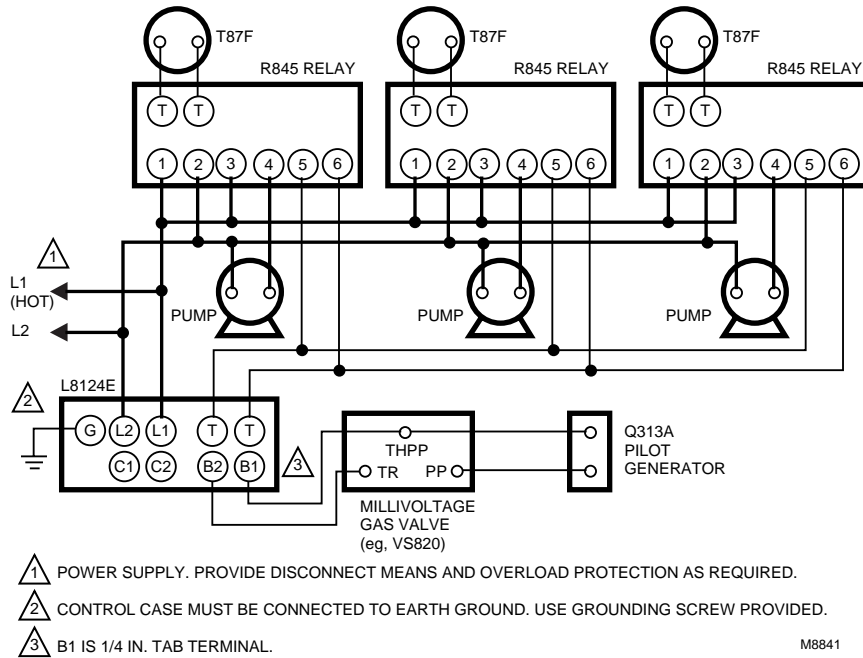 T87F T87F T87F
R845 RELAY R845 RELAY R845 RELAY
T T T T T T
1 2 3 4 5 6 1 2 3 4 5 6 1 2 3 4 5 6
1
L1
(HOT)
PUMP PUMP PUMP
L2
L8124E
2
G L2 L1 T T
C1 C2 B2 B1
3
THPP
TR PP
Q313A
PILOT
GENERATOR
MILLIVOLTAGE
GAS VALVE
(eg, VS820)
1 POWER SUPPLY. PROVIDE DISCONNECT MEANS AND OVERLOAD PROTECTION AS REQUIRED.
2 CONTROL CASE MUST BE CONNECTED TO EARTH GROUND. USE GROUNDING SCREW PROVIDED.
3 B1 IS 1/4 IN. TAB TERMINAL.
M8841